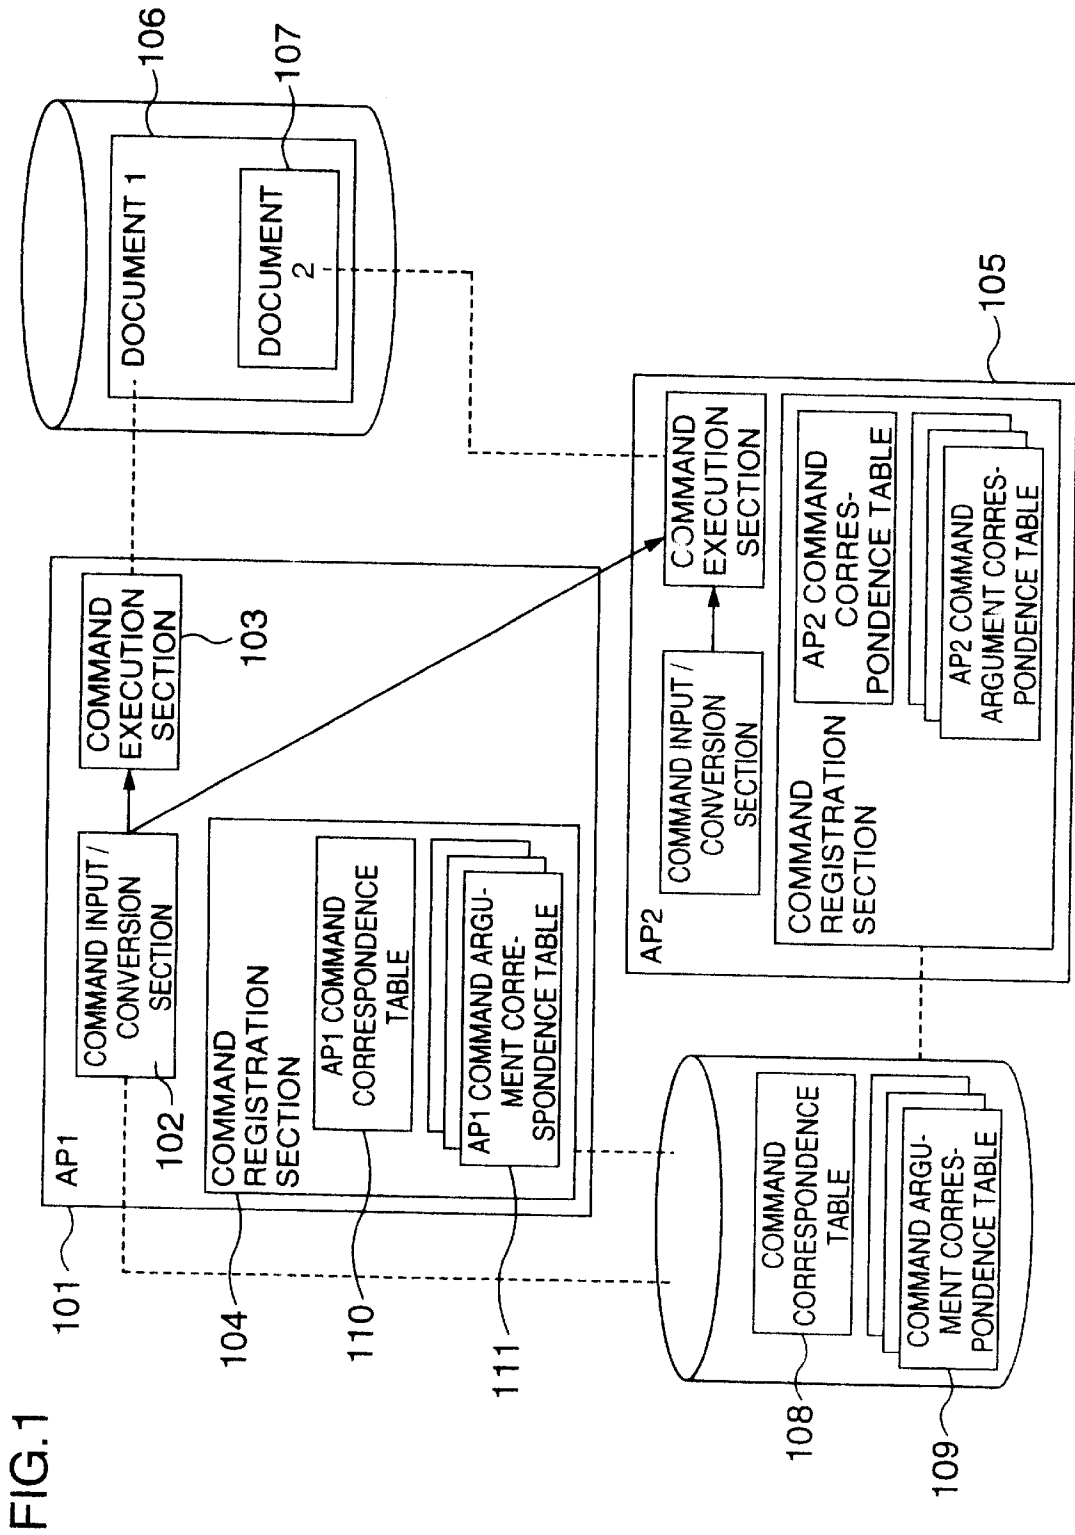 FIG.1
101
AP1
COMMAND INPUT /
CONVERSION
SECTION
102
COMMAND
EXECUTION
SECTION
103
104
COMMAND
REGISTRATION
SECTION
110
AP1 COMMAND
CORRESPONDENCE
TABLE
111
AP1 COMMAND ARGU-
MENT CORRE-
SPONDENCE TABLE
DOCUMENT 1
106
DOCUMENT
2
107
108
COMMAND
CORRESPONDENCE
TABLE
109
COMMAND ARGU-
MENT CORRES-
PONDENCE TABLE
AP2
105
COMMAND INPUT /
CONVERSION
SECTION
COMMAND
EXECUTION
SECTION
COMMAND
REGISTRATION
SECTION
AP2 COMMAND
CORRES-
PONDENCE TABLE
AP2 COMMAND
ARGUMENT CORRES-
PONDENCE TABLE